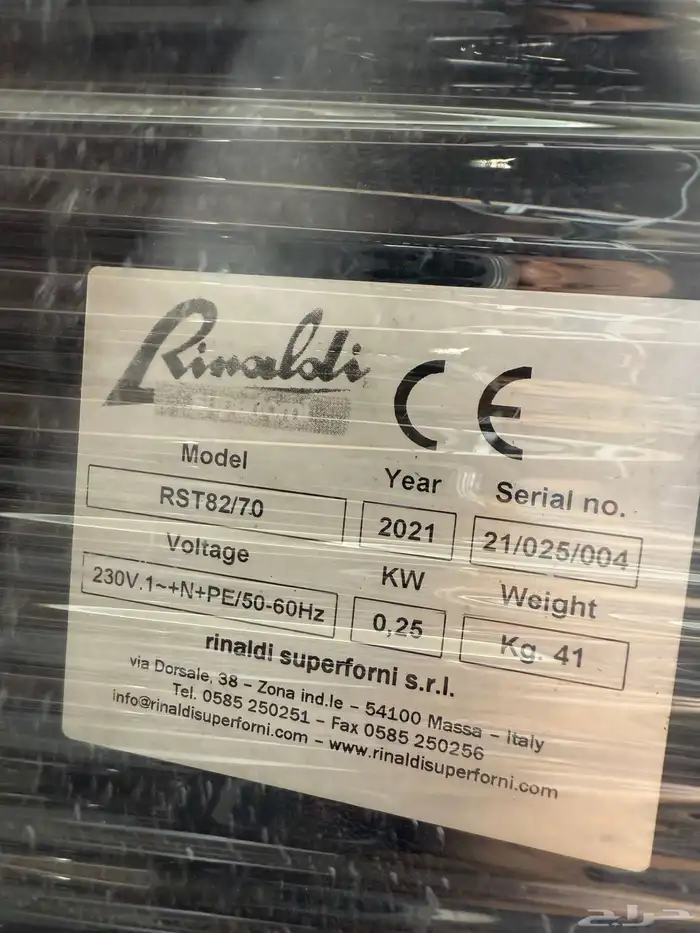 Rinaldi
CE
Model
RST82/70
Year
2021
Serial no.
21/025/004
Voltage
230V.1~+N+PE/50-60Hz
KW
0,25
Weight
Kg. 41
rinaldi superforni s.r.l.
via Dorsale, 38 – Zona ind.le – 54100 Massa – Italy
Tel. 0585 250251 – Fax 0585 250256
info@rinaldisuperforni.com – www.rinaldisuperforni.com
حراج